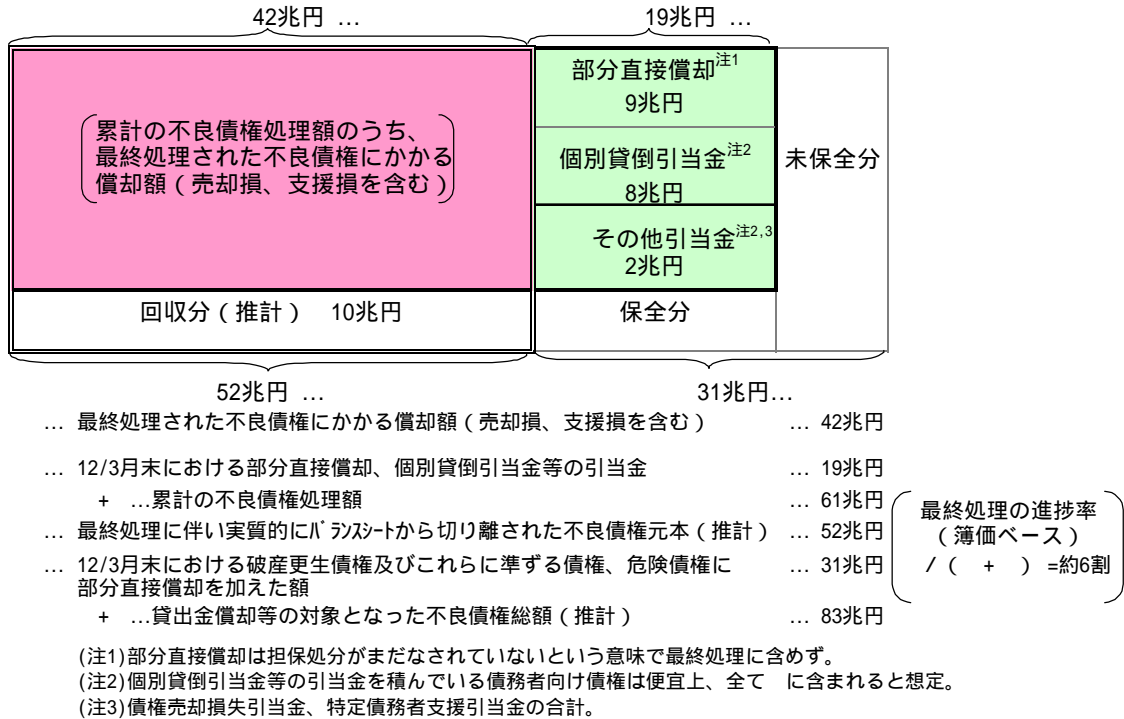 42兆円 …
19兆円 …
累計の不良債権処理額のうち、
最終処理された不良債権にかかる
償却額（売却損、支援損を含む）
部分直接償却注1
9兆円
個別貸倒引当金注2
8兆円
その他引当金注2,3
2兆円
未保全分
回収分（推計） 10兆円
保全分
52兆円 …
31兆円…
… 最終処理された不良債権にかかる償却額（売却損、支援損を含む） … 42兆円
… 12/3月末における部分直接償却、個別貸倒引当金等の引当金 … 19兆円
+ …累計の不良債権処理額 … 61兆円
… 最終処理に伴い実質的にﾊﾞﾗﾝｽｼｰﾄから切り離された不良債権元本（推計） … 52兆円
… 12/3月末における破産更生債権及びこれらに準ずる債権、危険債権に … 31兆円
部分直接償却を加えた額
+ …貸出金償却等の対象となった不良債権総額（推計） … 83兆円
最終処理の進捗率
（簿価ベース）
/ ( + ) =約6割
(注1)部分直接償却は担保処分がまだなされていないという意味で最終処理に含めず。
(注2)個別貸倒引当金等の引当金を積んでいる債務者向け債権は便宜上、全て に含まれると想定。
(注3)債権売却損失引当金、特定債務者支援引当金の合計。